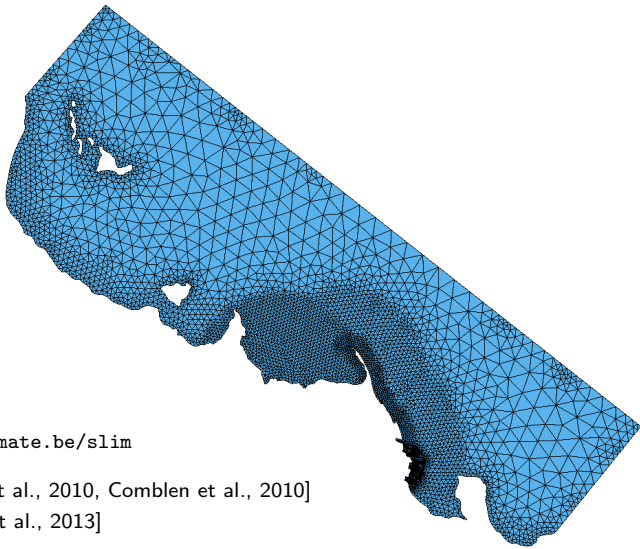 mate.be/slim
t al., 2010, Comblen et al., 2010]
t al., 2013]